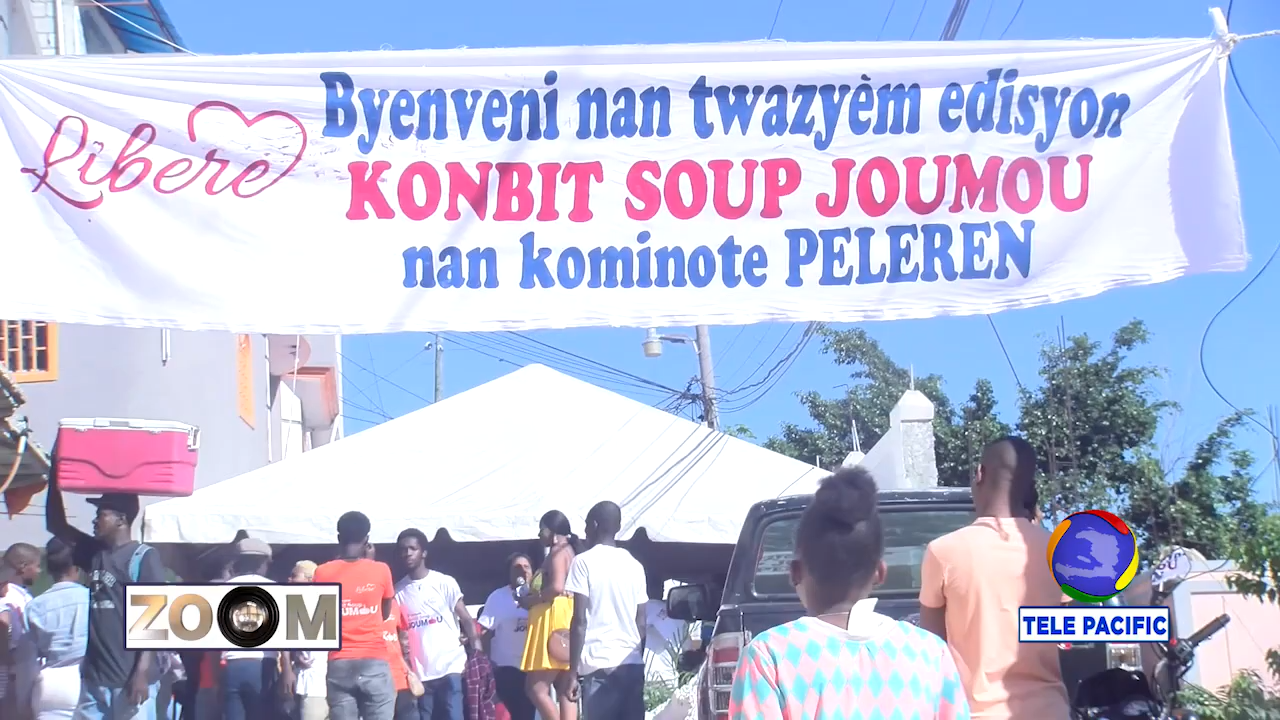 Byenveni nan twazyèm edisyon
Libere
KONBIT SOUP JOUMOU
nan kominote PELEREN
ZOOM
TELE PACIFIC